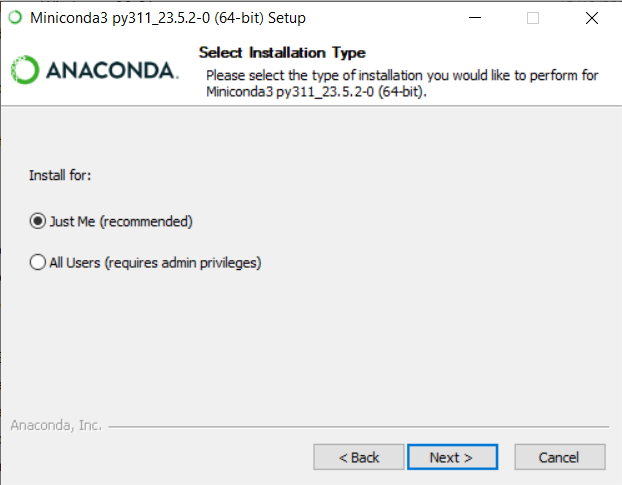 Miniconda3 py311_23.5.2-0 (64-bit) Setup
ANACONDA.
Select Installation Type
Please select the type of installation you would like to perform for
Miniconda3 py311_23.5.2-0 (64-bit).
Install for:
Just Me (recommended)
All Users (requires admin privileges)
Anaconda, Inc.
< Back
Next >
Cancel